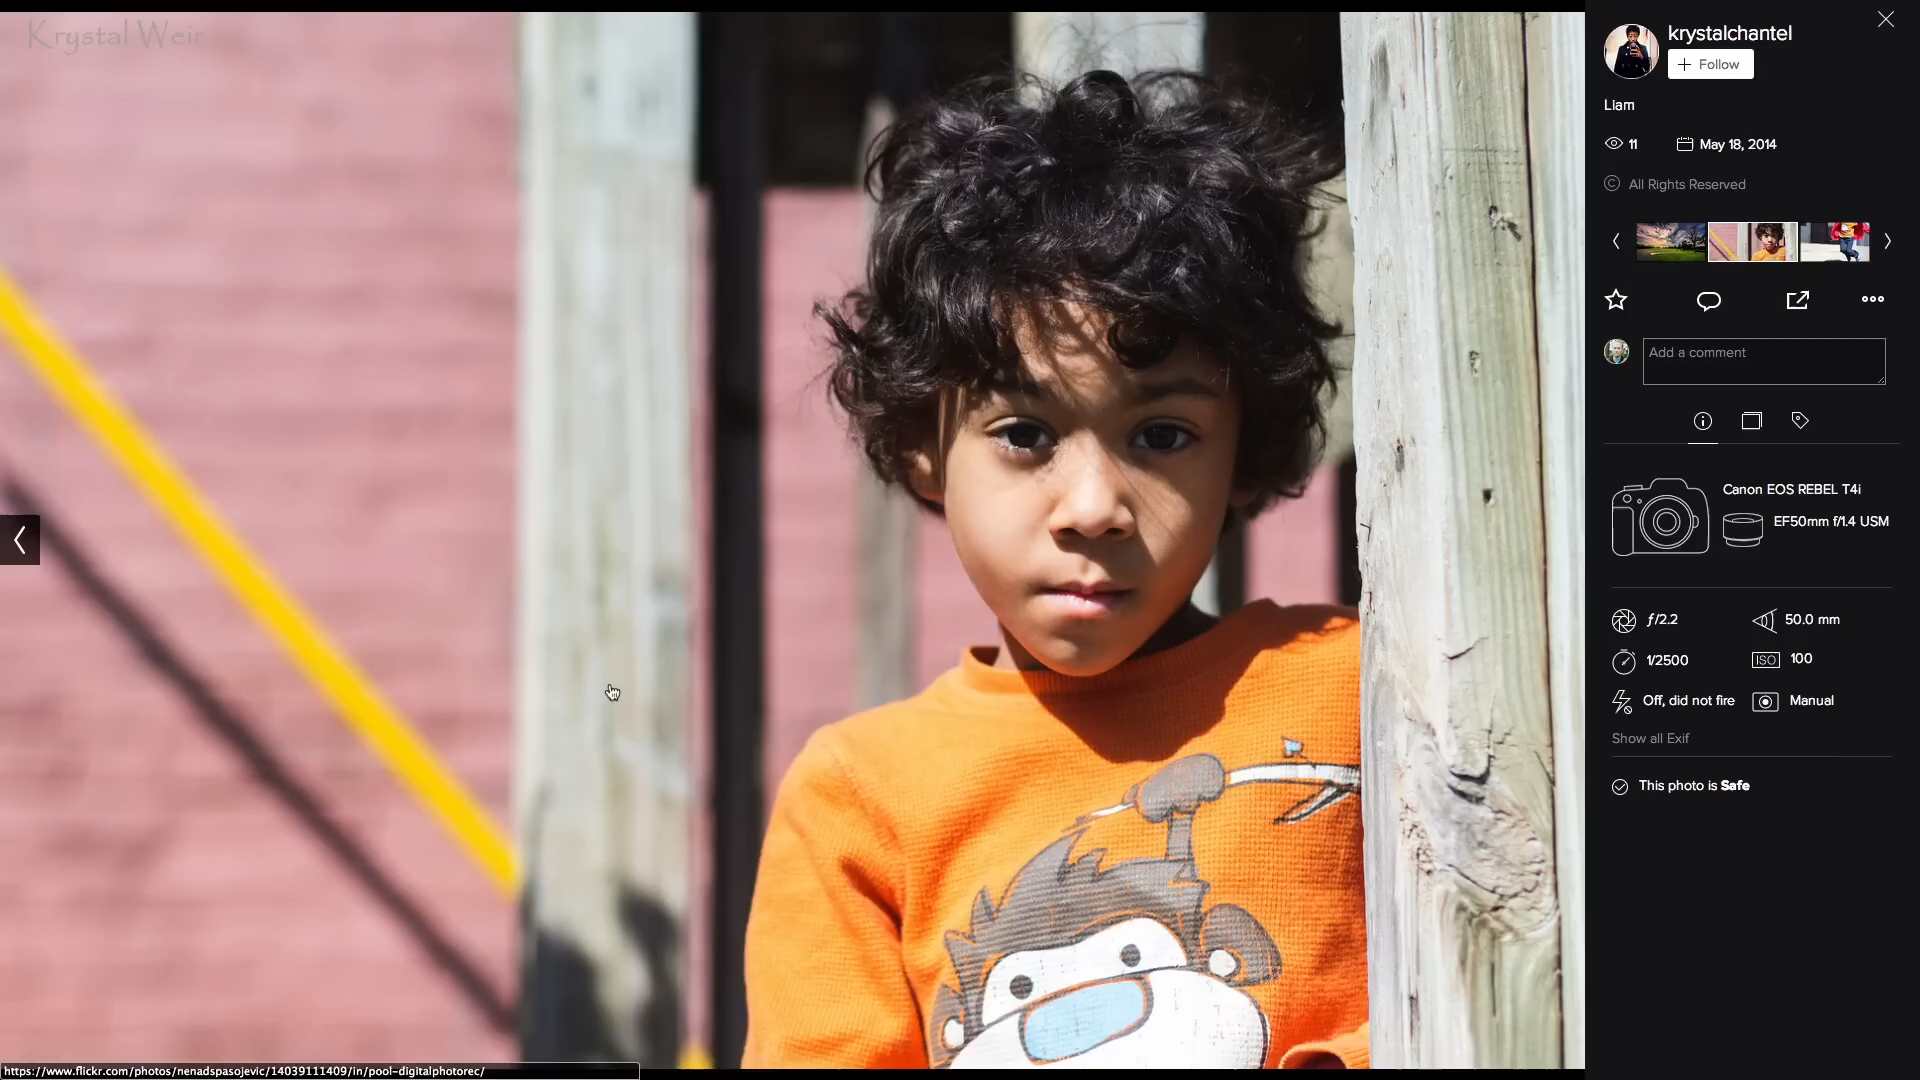 Krystal Weir
krystalchantel
Follow
Liam
11
May 18, 2014
All Rights Reserved
Add a comment
Canon EOS REBEL T4i
EF50mm f/1.4 USM
ƒ/2.2
50.0 mm
1/2500
ISO
100
Off, did not fire
Manual
Show all Exif
This photo is Safe
https://www.flickr.com/photos/nenadspasojevic/14039111409/in/pool-digitalphotorec/